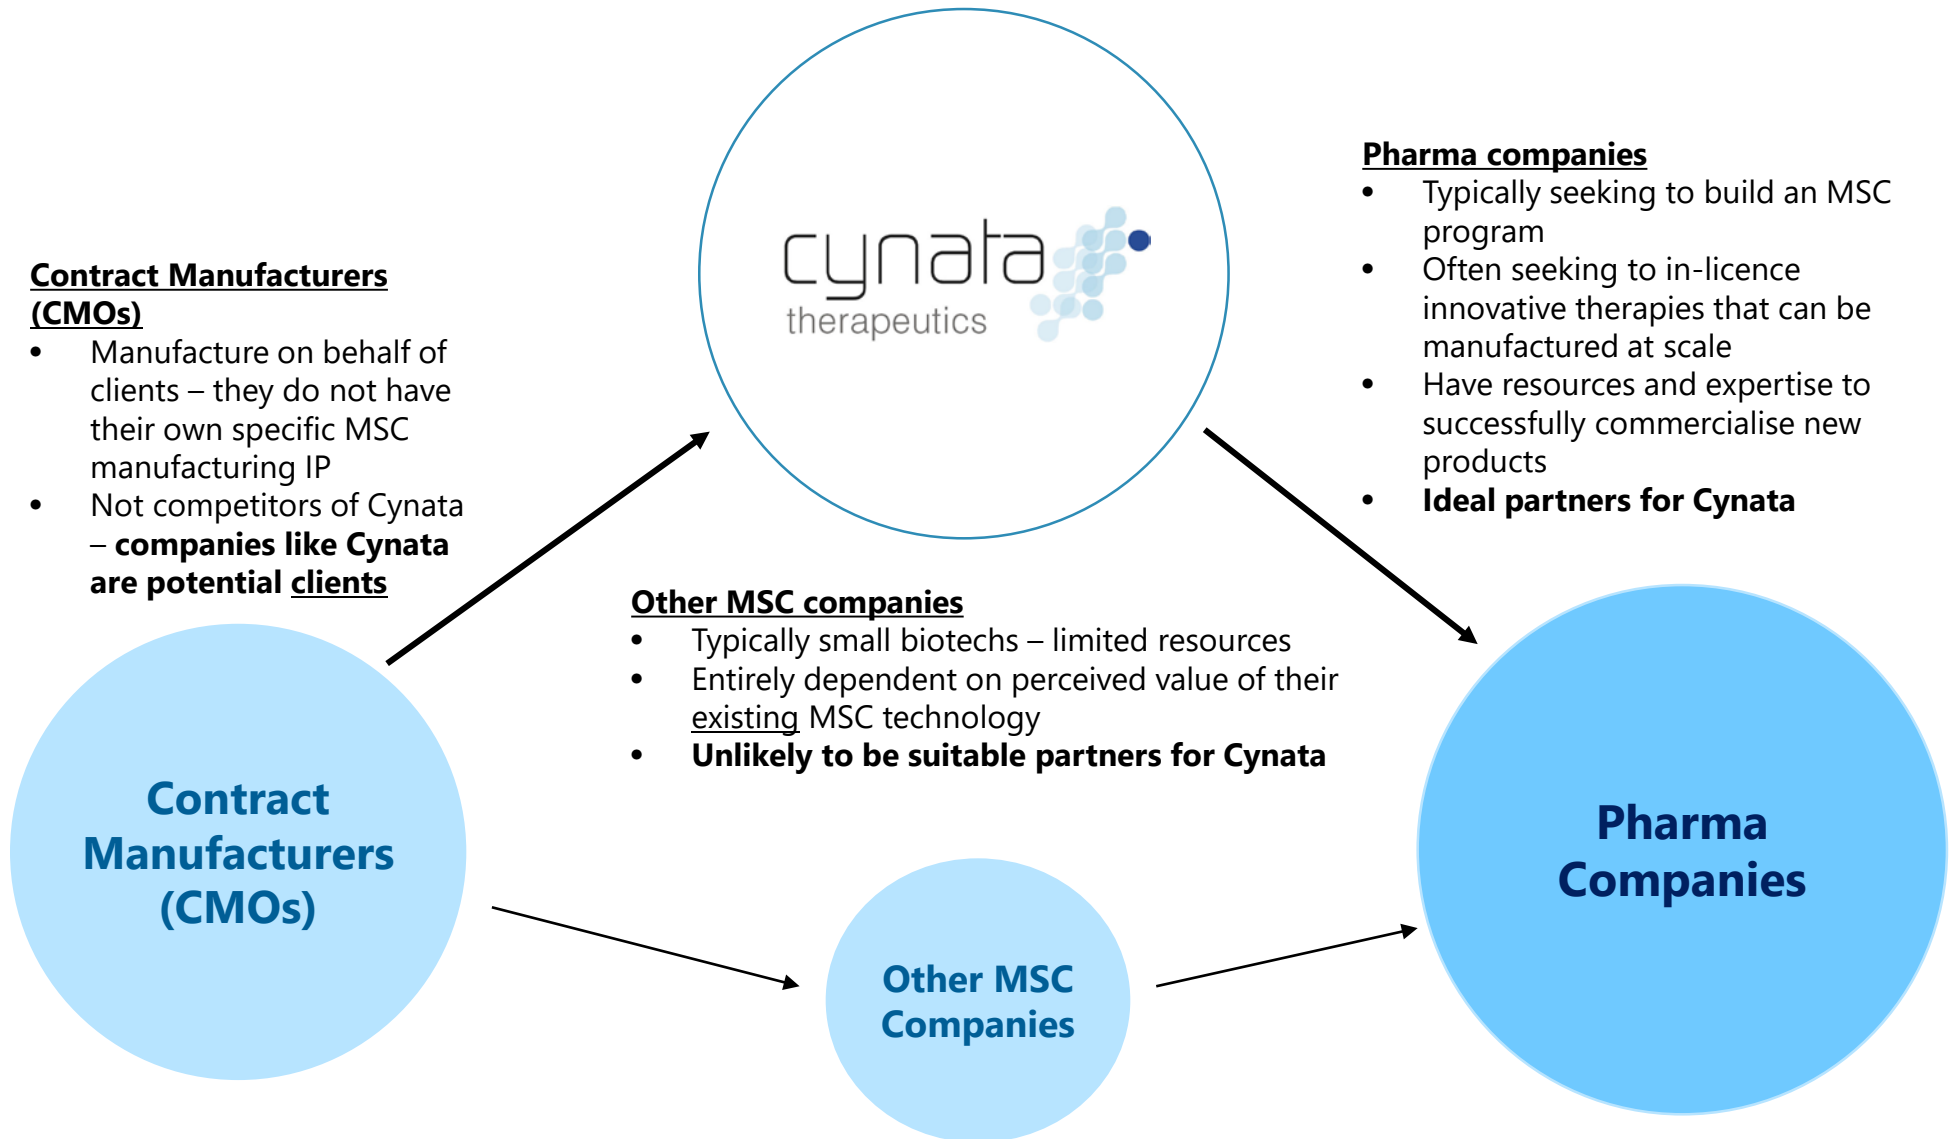 cynata
therapeutics
Contract Manufacturers
(CMOs)
• Manufacture on behalf of
clients – they do not have
their own specific MSC
manufacturing IP
• Not competitors of Cynata
– companies like Cynata
are potential clients
Pharma companies
• Typically seeking to build an MSC
program
• Often seeking to in-licence
innovative therapies that can be
manufactured at scale
• Have resources and expertise to
successfully commercialise new
products
• Ideal partners for Cynata
Other MSC companies
• Typically small biotechs – limited resources
• Entirely dependent on perceived value of their
existing MSC technology
• Unlikely to be suitable partners for Cynata
Contract
Manufacturers
(CMOs)
Other MSC
Companies
Pharma
Companies